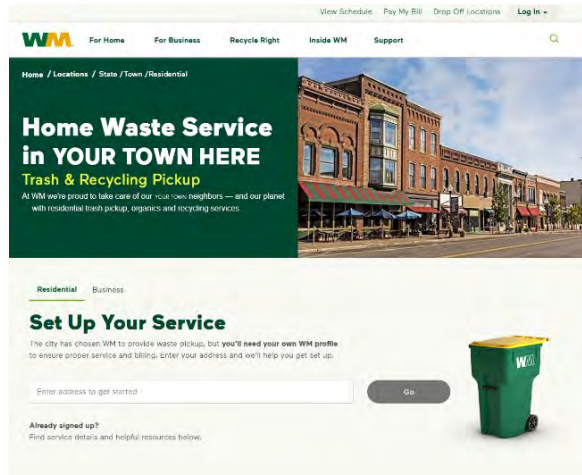 View Schedule Pay My Bill Drop Off Locations Log In
WM For Home For Business Recycle Right Inside WM Support
Home / Locations / State /Town /Residential
Home Waste Service
in YOUR TOWN HERE
Trash & Recycling Pickup
At WM we're proud to take care of our YOUR TOWN neighbors — and our planet
with residential trash pickup, organics and recycling services.
Residential Business
Set Up Your Service
The city has chosen WM to provide waste pickup, but you'll need your own WM profile
to ensure proper service and billing. Enter your address and we'll help you get set up.
Enter address to get started Go
WM
Already signed up?
Find service details and helpful resources below.